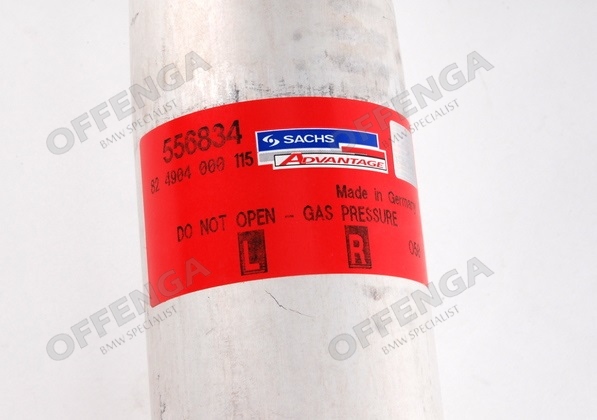 556834
SACHS
ADVANTAGE
82 4904 000 115
Made in Germany
DO NOT OPEN - GAS PRESSURE
L R
OFFENGA
BMW SPECIALIST
OFFENGA
BMW SPECIALIST
OFFENGA
BMW SPECIALIST
OFFENGA
BMW SPECIALIST